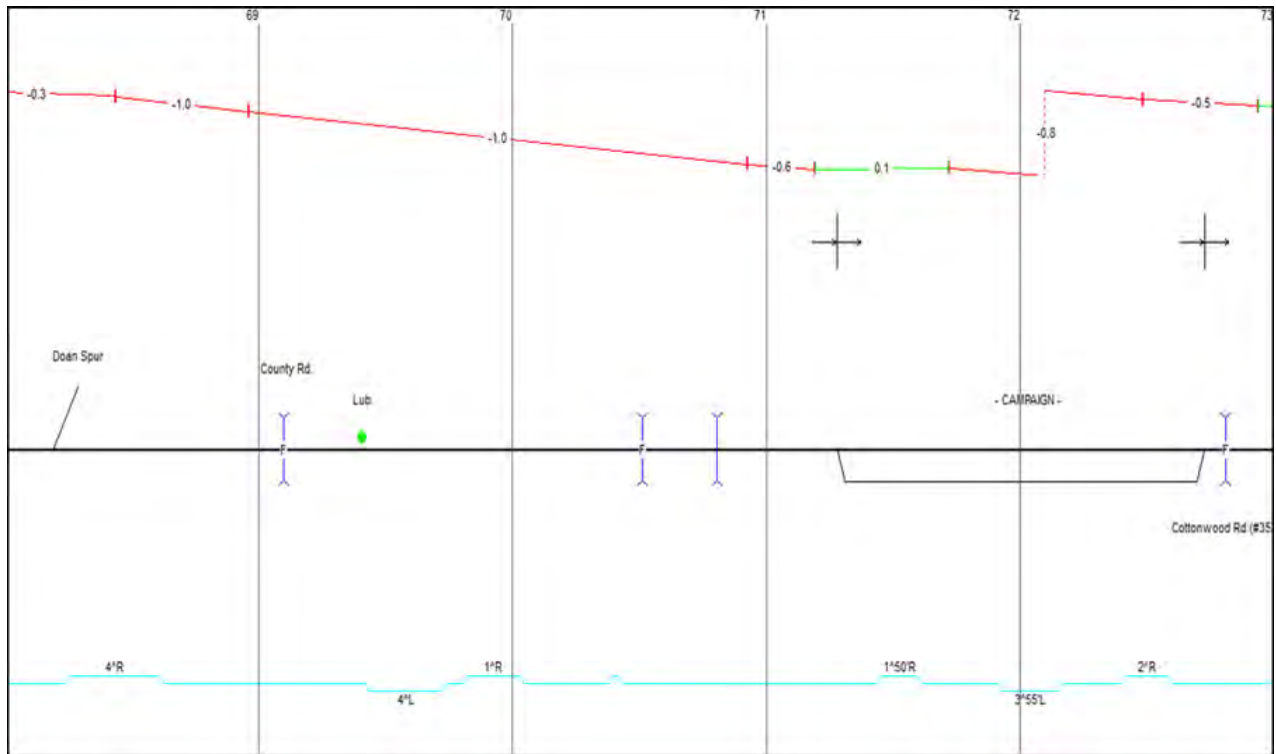 69 70 71 72 73
-0.3 -1.0 -1.0 -0.6 0.1 -0.8 -0.5
Doan Spur
County Rd.
Lub.
- CAMPAIGN -
F F F
Cottonwood Rd (#35
4°R 1°R 1°50'R 2°R
4°L 3°55'L